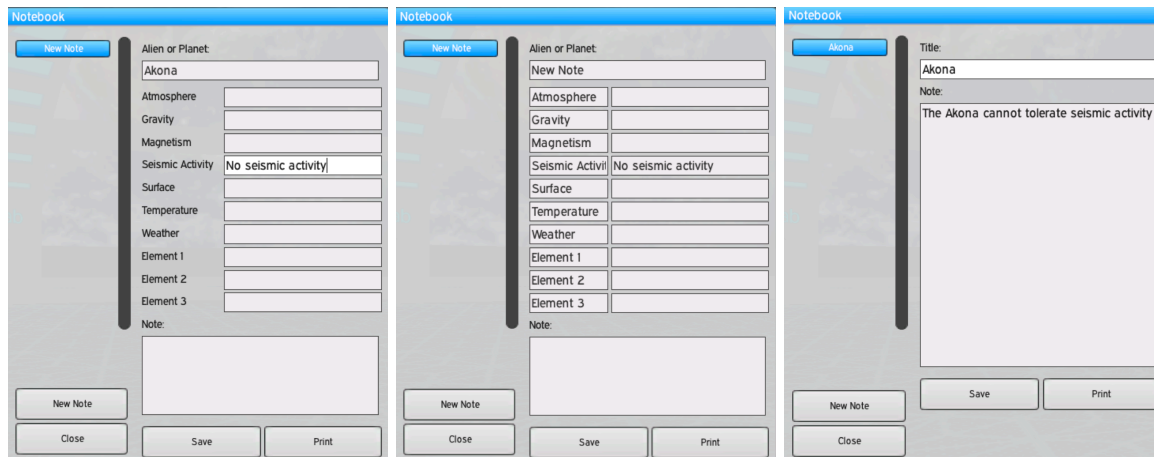 Notebook
New Note
Alien or Planet:
Akona
Atmosphere
Gravity
Magnetism
Seismic Activity No seismic activity
Surface
Temperature
Weather
Element 1
Element 2
Element 3
Note:
New Note
Close
Save
Print
Notebook
New Note
Alien or Planet:
New Note
Atmosphere
Gravity
Magnetism
Seismic Activit No seismic activity
Surface
Temperature
Weather
Element 1
Element 2
Element 3
Note:
New Note
Close
Save
Print
Notebook
Akona
Title:
Akona
Note:
The Akona cannot tolerate seismic activity
Save
Print
New Note
Close